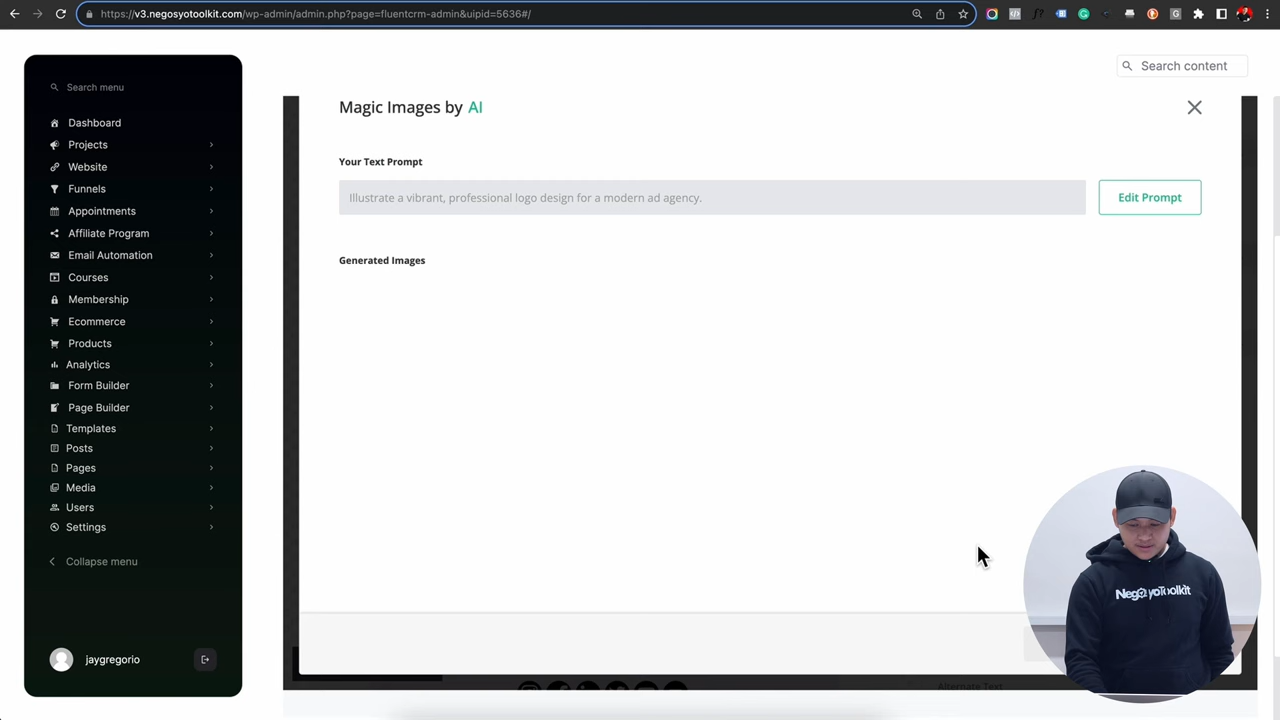 https://v3.negosyotoolkit.com/wp-admin/admin.php?page=fluentcrm-admin&uipid=5636#/
Search menu
Search content
Dashboard
Projects
Website
Funnels
Appointments
Affiliate Program
Email Automation
Courses
Membership
Ecommerce
Products
Analytics
Form Builder
Page Builder
Templates
Posts
Pages
Media
Users
Settings
Collapse menu
jaygregorio
Magic Images by AI
Your Text Prompt
Illustrate a vibrant, professional logo design for a modern ad agency.
Edit Prompt
Generated Images
NegosyoToolkit
Alternate Text